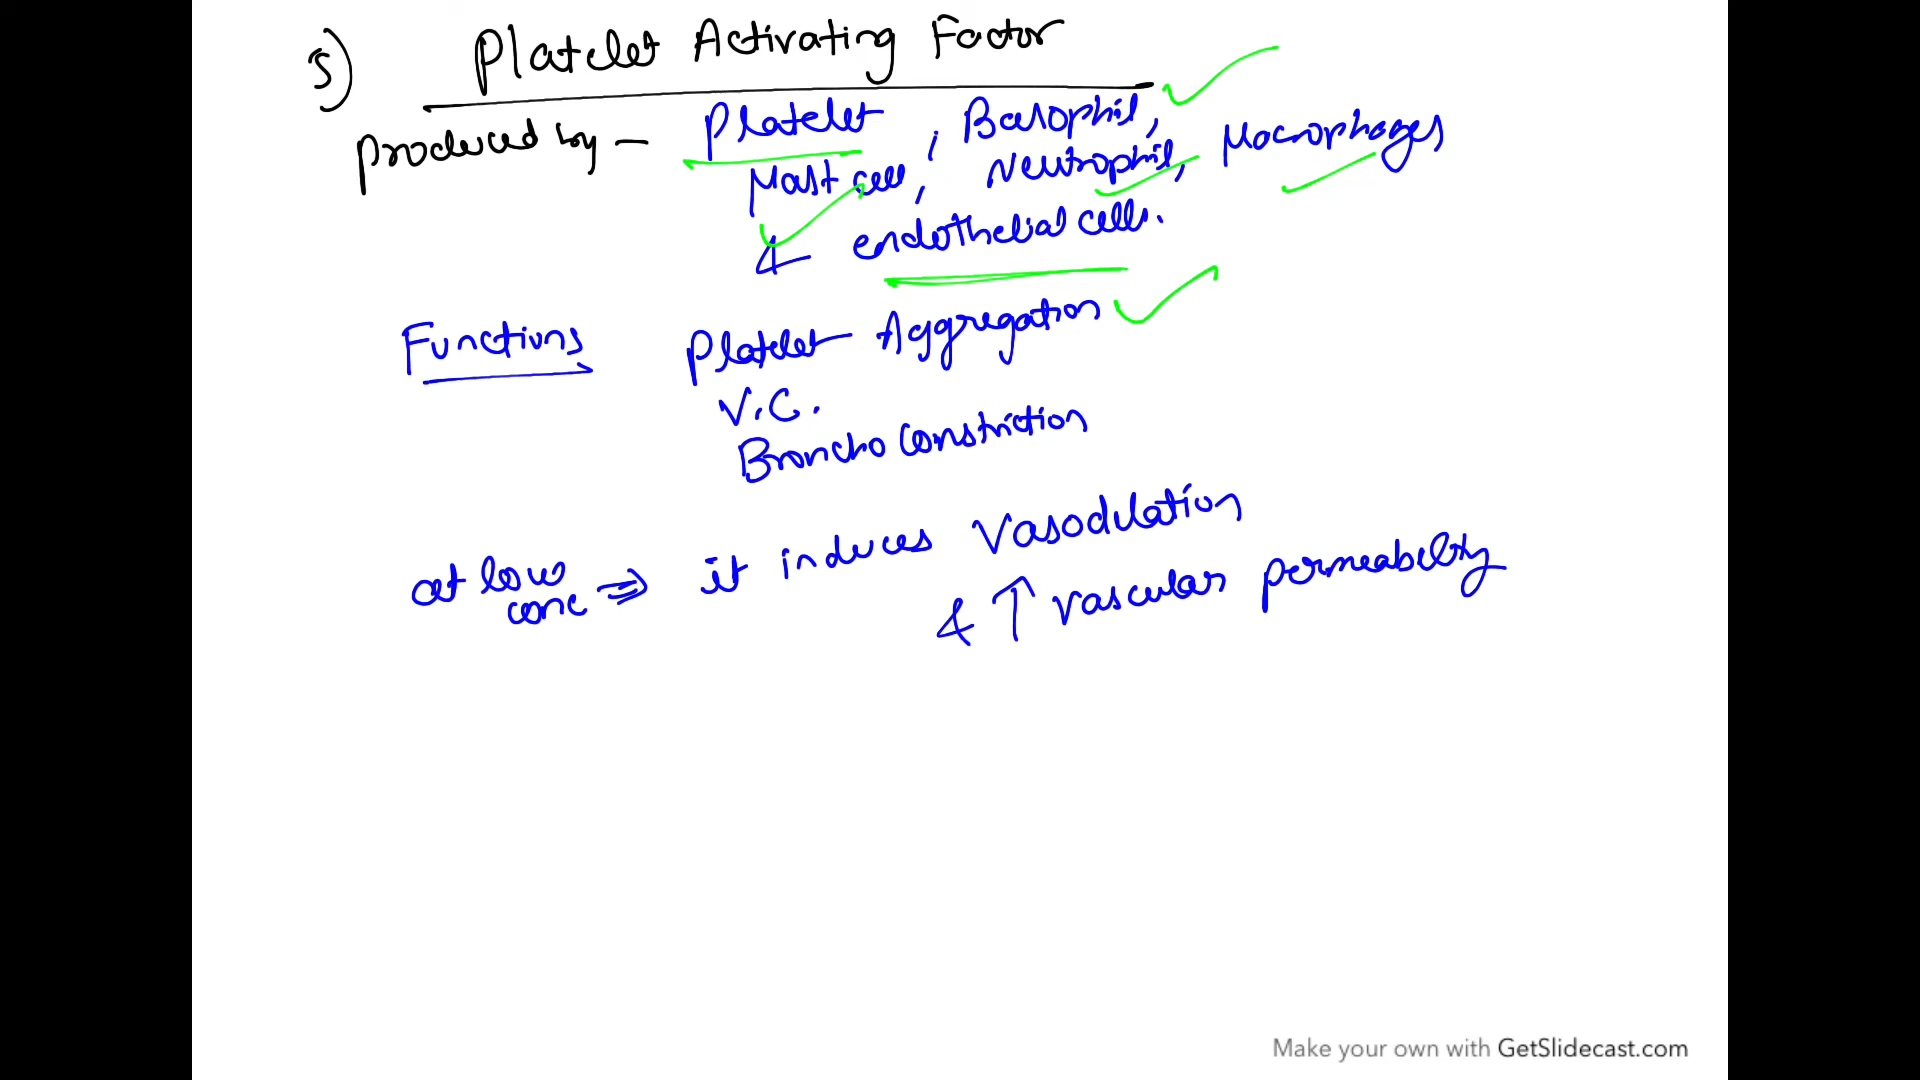 5) Platelet Activating Factor
Produced by - Platelet, Basophil,
Mast cell, Neutrophil, Macrophages
& endothelial cells.
Functions Platelet Aggregation
V.C.
Broncho constriction
at low conc ⇒ it induces Vasodilation
& ↑ vascular permeability
Make your own with GetSlidecast.com